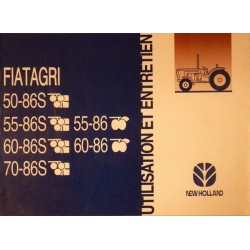 FIATAGRI
50-86S
55-86S 55-86
60-86S 60-86
70-86S
UTILISATION ET ENTRETIEN
NEW HOLLAND